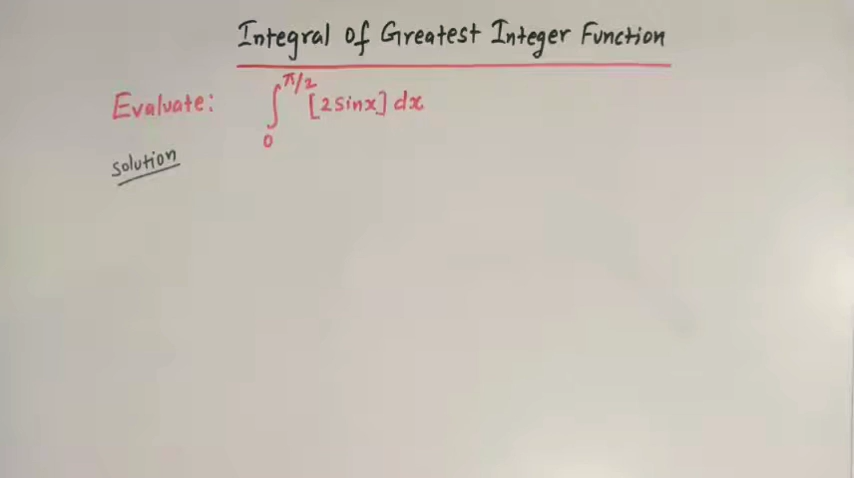 Integral Of Greatest Integer Function
Evaluate: ∫₀^π/2 [2sinx] dx
Solution